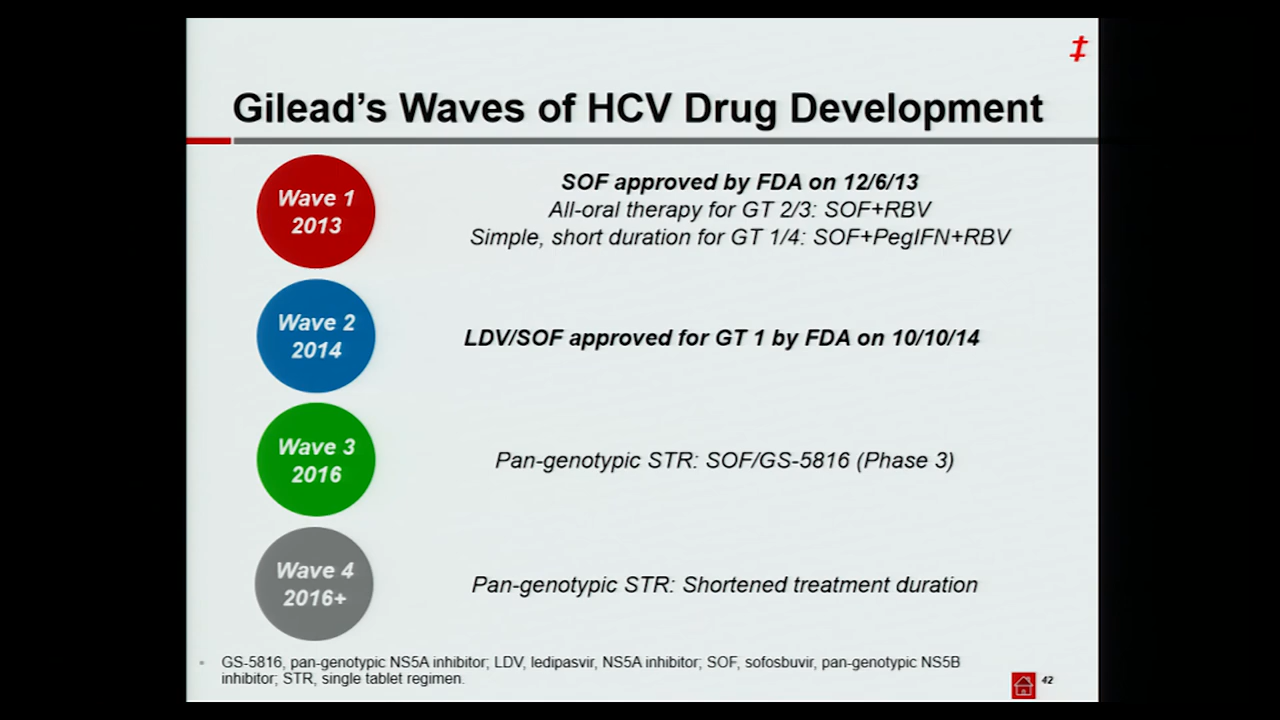 ‡
Gilead's Waves of HCV Drug Development
Wave 1
2013
SOF approved by FDA on 12/6/13
All-oral therapy for GT 2/3: SOF+RBV
Simple, short duration for GT 1/4: SOF+PegIFN+RBV
Wave 2
2014
LDV/SOF approved for GT 1 by FDA on 10/10/14
Wave 3
2016
Pan-genotypic STR: SOF/GS-5816 (Phase 3)
Wave 4
2016+
Pan-genotypic STR: Shortened treatment duration
GS-5816, pan-genotypic NS5A inhibitor; LDV, ledipasvir, NS5A inhibitor; SOF, sofosbuvir, pan-genotypic NS5B
inhibitor; STR, single tablet regimen.
42